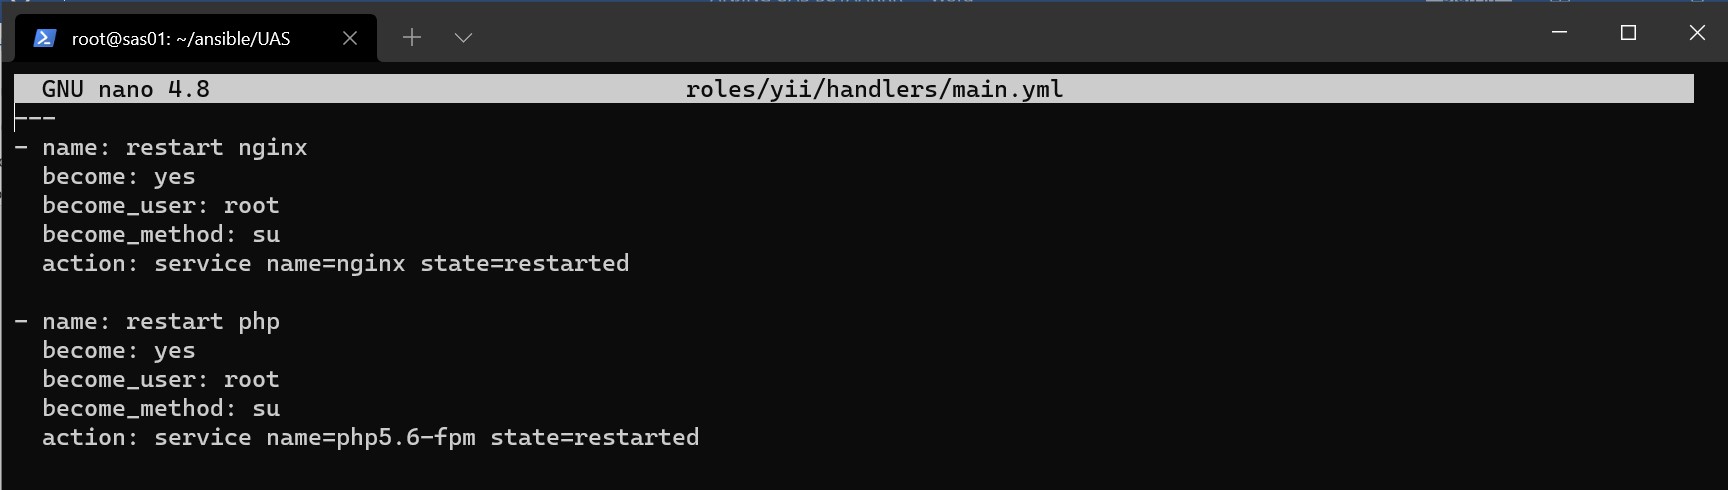 root@sas01: ~/ansible/UAS
GNU nano 4.8 roles/yii/handlers/main.yml
---
- name: restart nginx
  become: yes
  become_user: root
  become_method: su
  action: service name=nginx state=restarted

- name: restart php
  become: yes
  become_user: root
  become_method: su
  action: service name=php5.6-fpm state=restarted